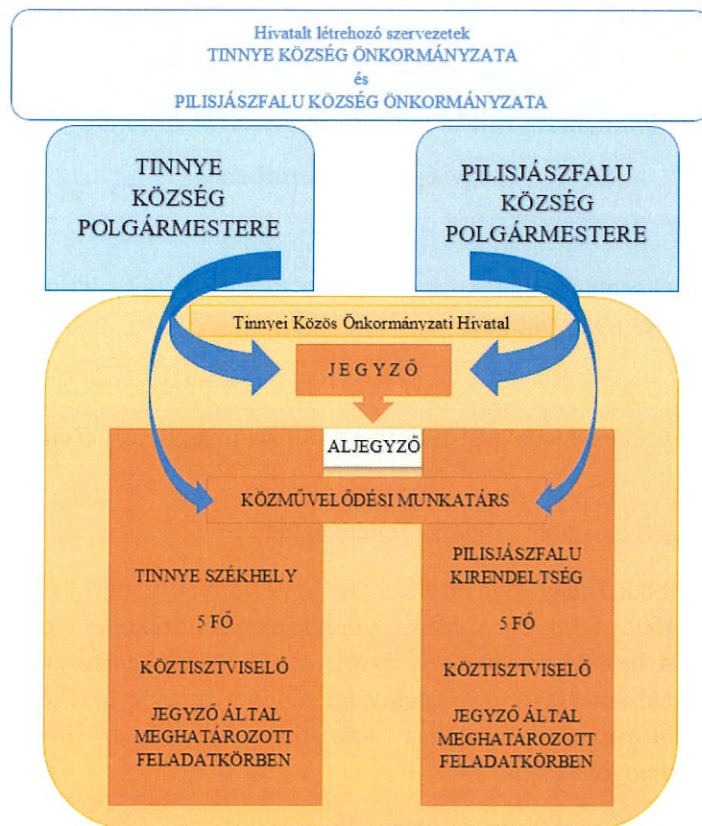 Hivatalt létrehozó szervezetek
TINNYE KÖZSÉG ÖNKORMÁNYZATA
és
PILISJÁSZFALU KÖZSÉG ÖNKORMÁNYZATA
TINNYE
KÖZSÉG
POLGÁRMESTERE
PILISJÁSZFALU
KÖZSÉG
POLGÁRMESTERE
Tinnyei Közös Önkormányzati Hivatal
JEGYZŐ
ALJEGYZŐ
KÖZMŰVELŐDÉSI MUNKATÁRS
TINNYE SZÉKHELY
5 FŐ
KÖZTISZTVISELŐ
JEGYZŐ ÁLTAL
MEGHATÁROZOTT
FELADATKÖRBEN
PILISJÁSZFALU
KIRENDELTSÉG
5 FŐ
KÖZTISZTVISELŐ
JEGYZŐ ÁLTAL
MEGHATÁROZOTT
FELADATKÖRBEN